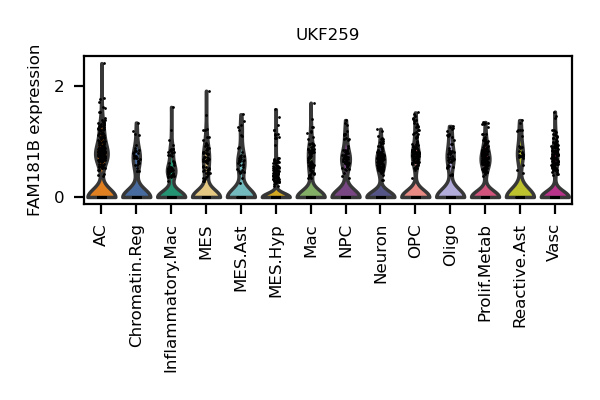 UKF259
FAM181B expression
2
0
AC
Chromatin.Reg
Inflammatory.Mac
MES
MES.Ast
MES.Hyp
Mac
NPC
Neuron
OPC
Oligo
Prolif.Metab
Reactive.Ast
Vasc